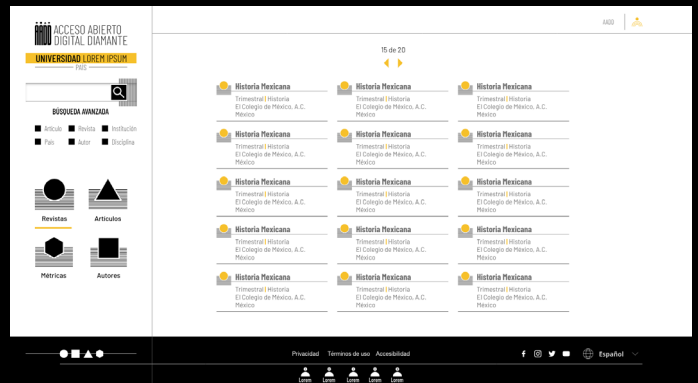 ACCESO ABIERTO
DIGITAL DIAMANTE
UNIVERSIDAD LOREM IPSUM
PAÍS
BÚSQUEDA AVANZADA
Artículo Revista Institución
País Autor Disciplina
Revistas Artículos
Métricas Autores
AADD
15 de 20
Historia Mexicana Historia Mexicana Historia Mexicana
Trimestral | Historia Trimestral | Historia Trimestral | Historia
El Colegio de México, A.C. El Colegio de México, A.C. El Colegio de México, A.C.
México México México
Historia Mexicana Historia Mexicana Historia Mexicana
Trimestral | Historia Trimestral | Historia Trimestral | Historia
El Colegio de México, A.C. El Colegio de México, A.C. El Colegio de México, A.C.
México México México
Historia Mexicana Historia Mexicana Historia Mexicana
Trimestral | Historia Trimestral | Historia Trimestral | Historia
El Colegio de México, A.C. El Colegio de México, A.C. El Colegio de México, A.C.
México México México
Historia Mexicana Historia Mexicana Historia Mexicana
Trimestral | Historia Trimestral | Historia Trimestral | Historia
El Colegio de México, A.C. El Colegio de México, A.C. El Colegio de México, A.C.
México México México
Historia Mexicana Historia Mexicana Historia Mexicana
Trimestral | Historia Trimestral | Historia Trimestral | Historia
El Colegio de México, A.C. El Colegio de México, A.C. El Colegio de México, A.C.
México México México
Privacidad Términos de uso Accesibilidad
Español
Lorem Lorem Lorem Lorem Lorem